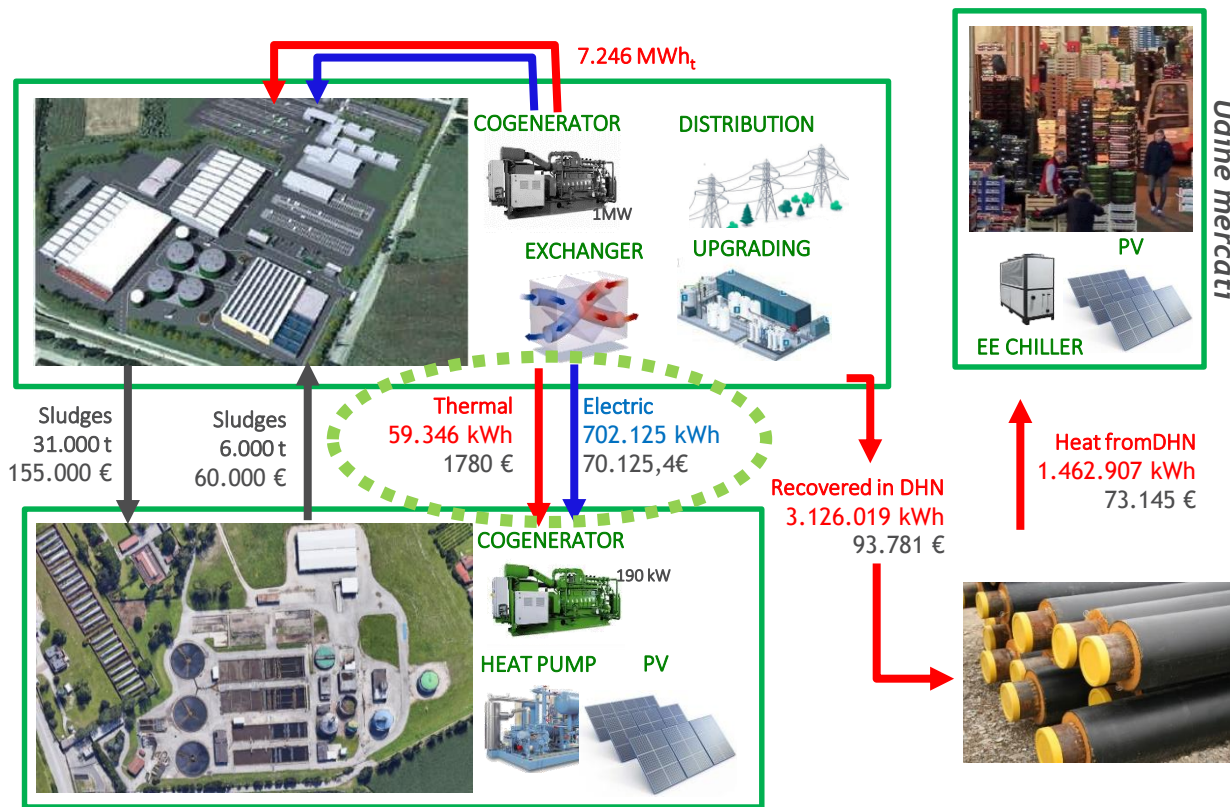 7.246 MWht
COGENERATOR
DISTRIBUTION
1MW
EXCHANGER
UPGRADING
PV
EE CHILLER
Udine mercati
Sludges
31.000 t
155.000 €
Sludges
6.000 t
60.000 €
Thermal
59.346 kWh
1780 €
Electric
702.125 kWh
70.125,4€
Recovered in DHN
3.126.019 kWh
93.781 €
Heat fromDHN
1.462.907 kWh
73.145 €
COGENERATOR
190 kW
HEAT PUMP
PV